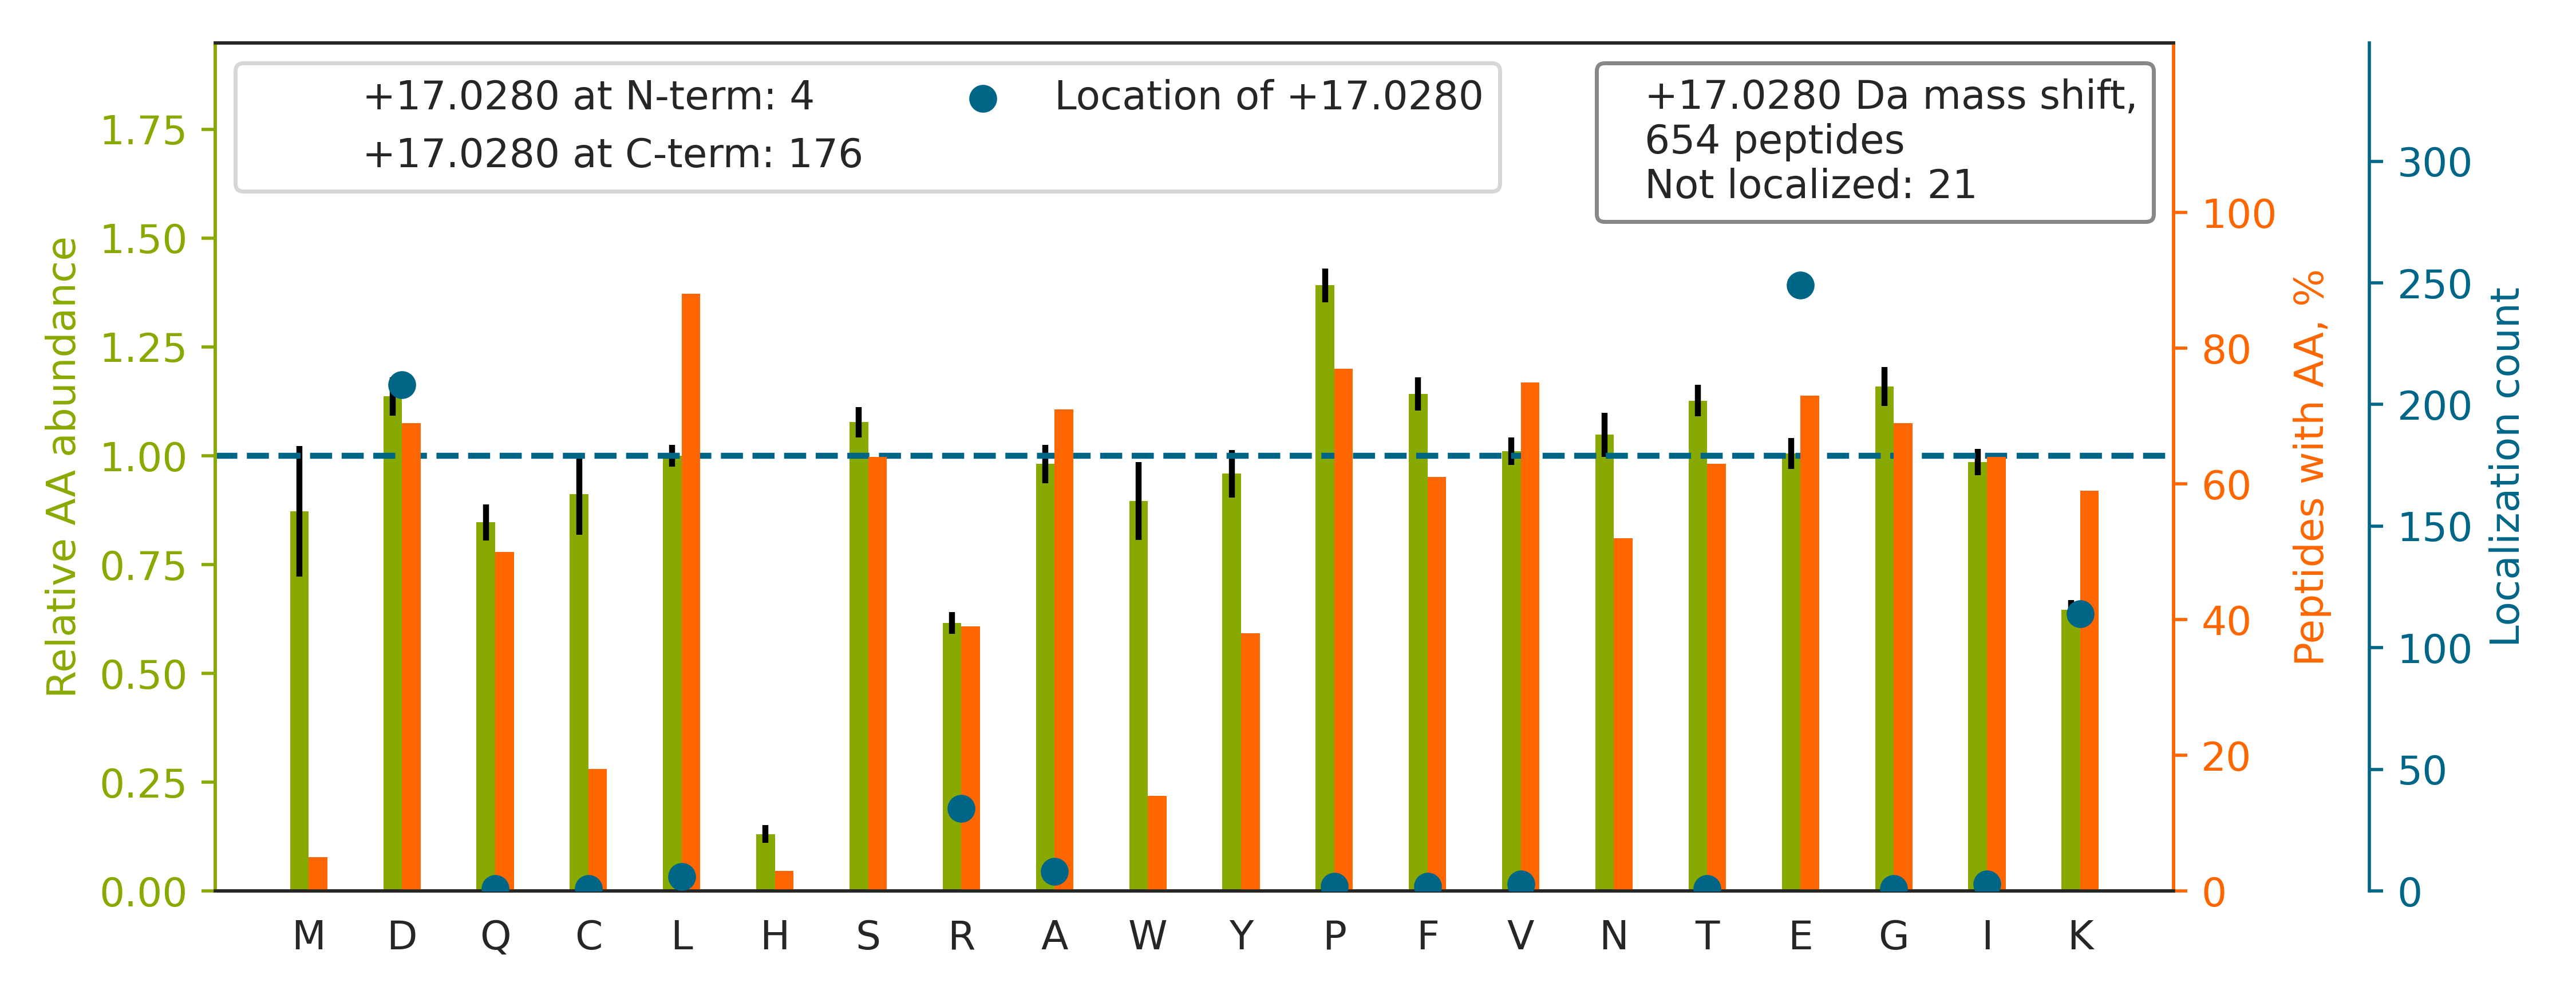 +17.0280 at N-term: 4
+17.0280 at C-term: 176
Location of +17.0280
+17.0280 Da mass shift,
654 peptides
Not localized: 21
Relative AA abundance
1.75
1.50
1.25
1.00
0.75
0.50
0.25
0.00
100
80
60
40
20
0
Peptides with AA, %
300
250
200
150
100
50
0
Localization count
M D Q C L H S R A W Y P F V N T E G I K